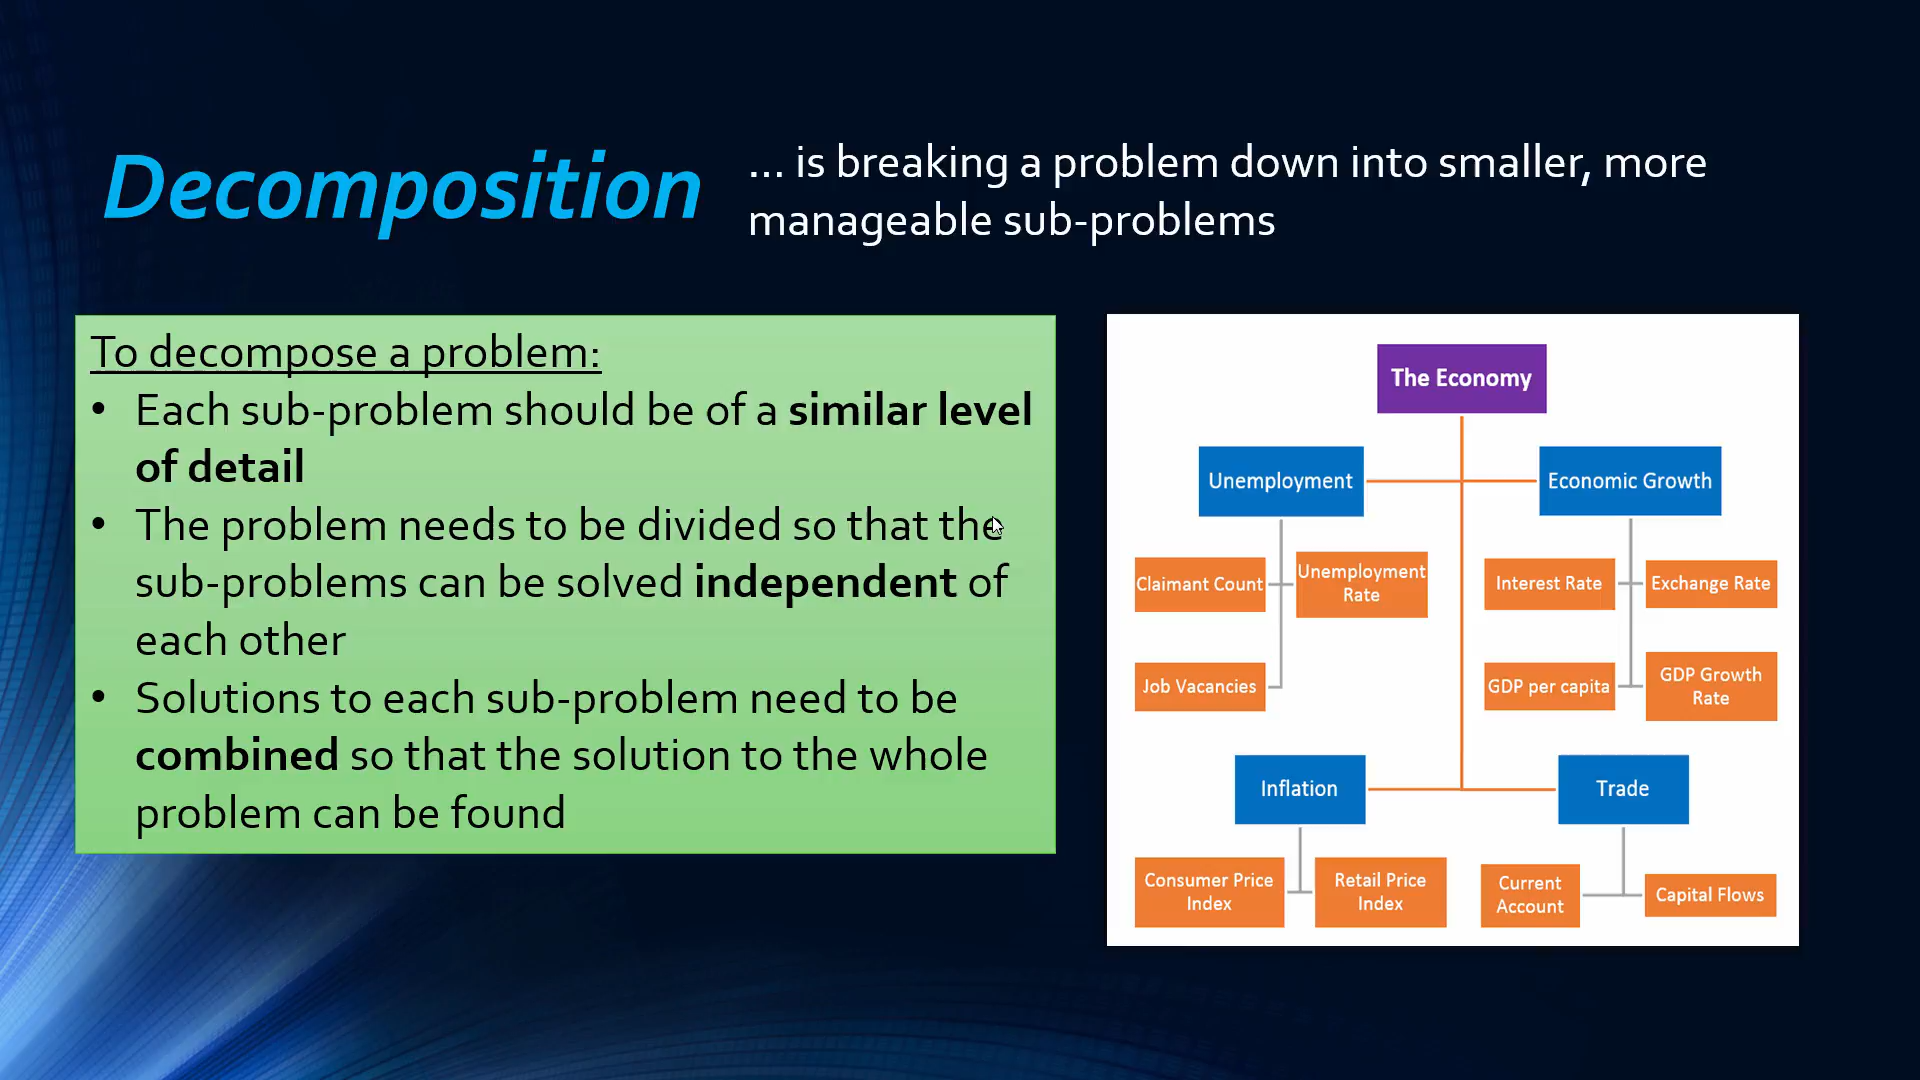 Decomposition
... is breaking a problem down into smaller, more
manageable sub-problems
To decompose a problem:
• Each sub-problem should be of a similar level
of detail
• The problem needs to be divided so that the
sub-problems can be solved independent of
each other
• Solutions to each sub-problem need to be
combined so that the solution to the whole
problem can be found
The Economy
Unemployment
Economic Growth
Claimant Count
Unemployment
Rate
Interest Rate
Exchange Rate
Job Vacancies
GDP per capita
GDP Growth
Rate
Inflation
Trade
Consumer Price
Index
Retail Price
Index
Current
Account
Capital Flows